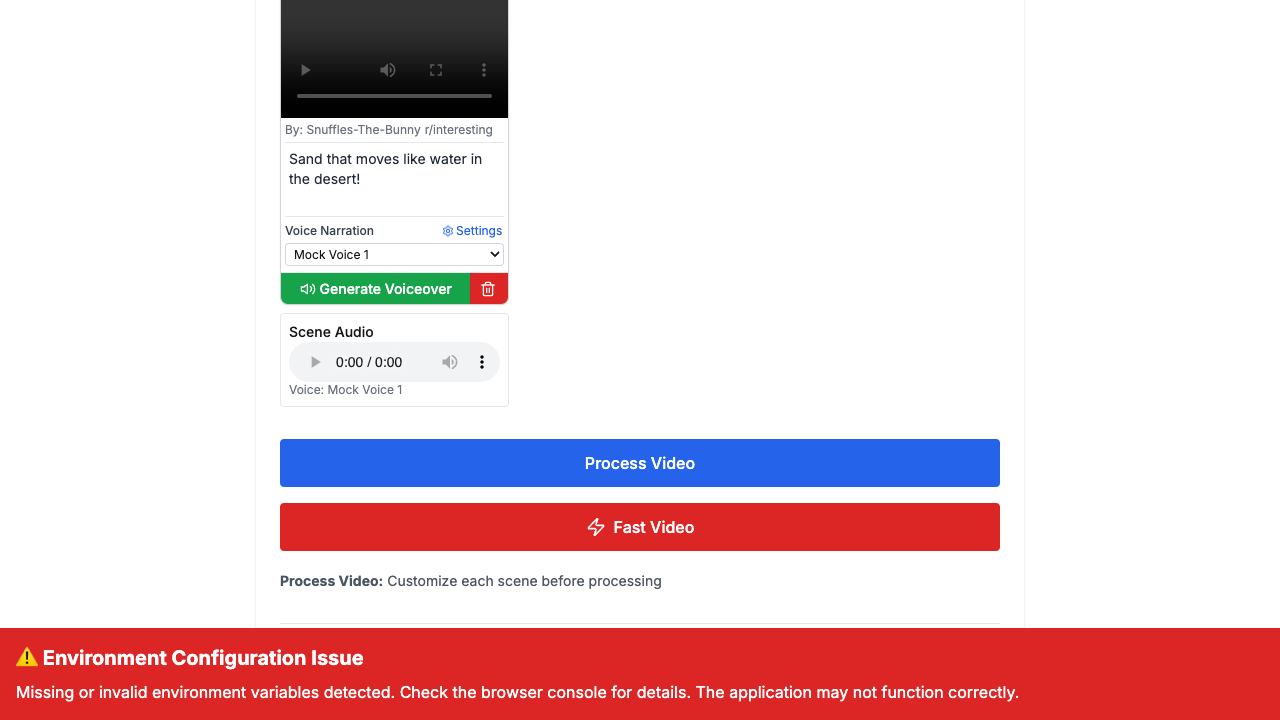 By: Snuffles-The-Bunny r/interesting
Sand that moves like water in
the desert!
Voice Narration
Settings
Mock Voice 1
Generate Voiceover
Scene Audio
0:00 / 0:00
Voice: Mock Voice 1
Process Video
Fast Video
Process Video: Customize each scene before processing
⚠️ Environment Configuration Issue
Missing or invalid environment variables detected. Check the browser console for details. The application may not function correctly.